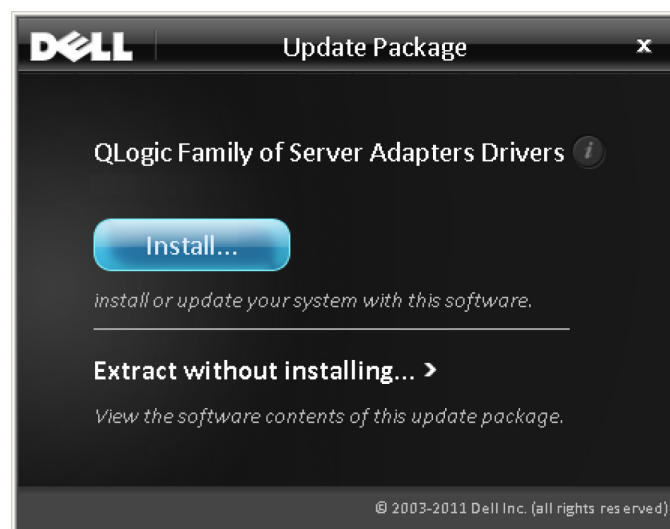 DELL
Update Package
x
QLogic Family of Server Adapters Drivers i
Install...
install or update your system with this software.
Extract without installing... >
View the software contents of this update package.
© 2003-2011 Dell Inc. (all rights reserved)